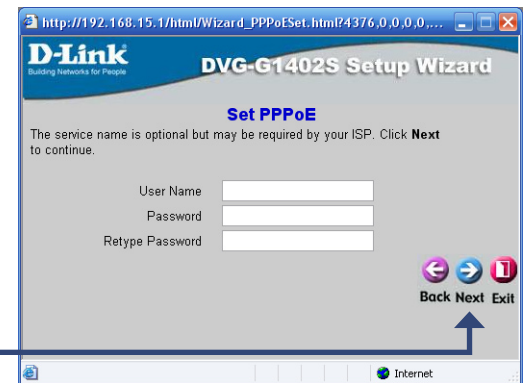 http://192.168.15.1/html/Wizard_PPPoESet.html?4376,0,0,0,0,...
D-Link
Building Networks for People
DVG-G1402S Setup Wizard
Set PPPoE
The service name is optional but may be required by your ISP. Click Next
to continue.
User Name
Password
Retype Password
Back Next Exit
Internet